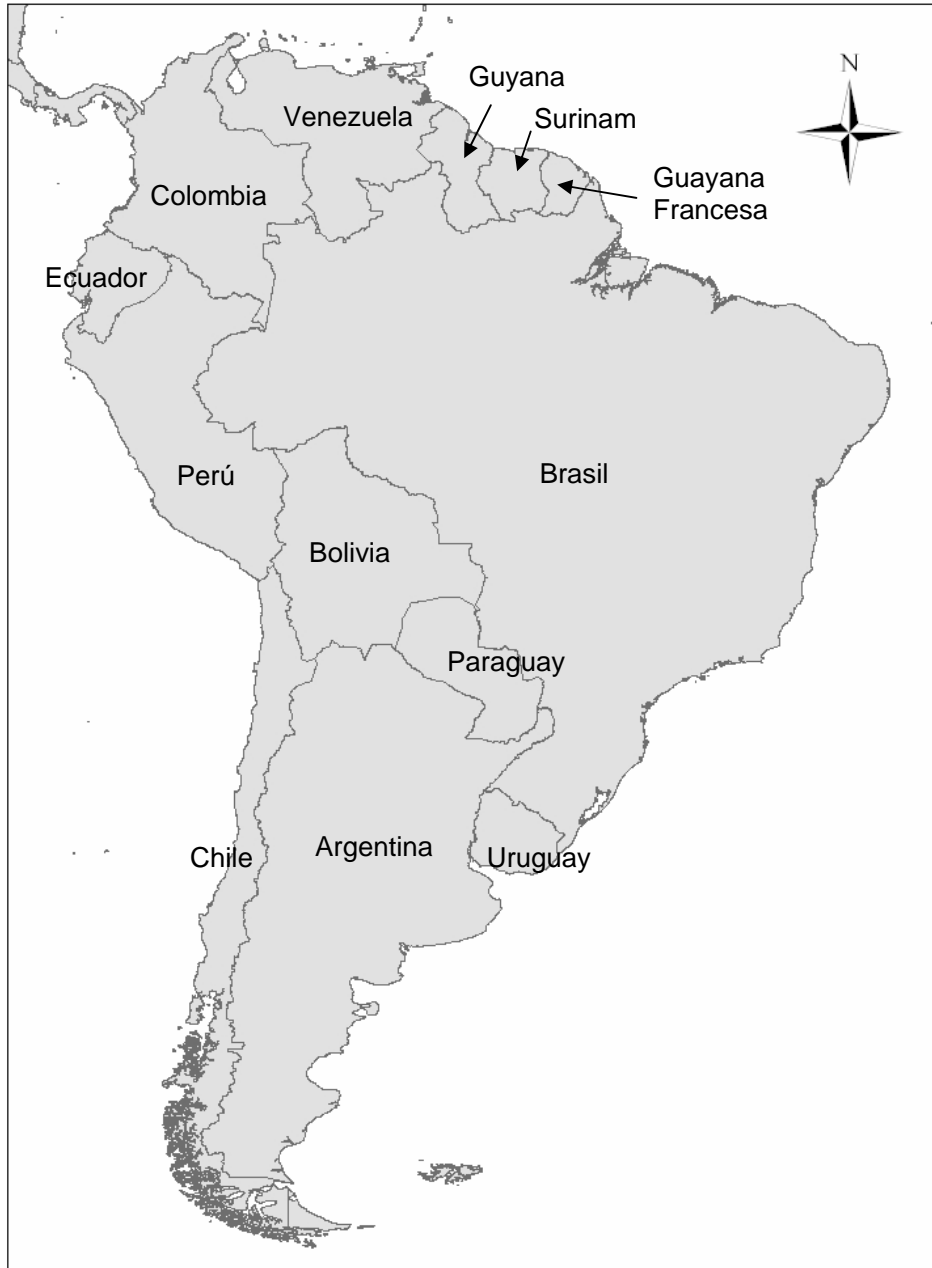 N
Guyana
Venezuela
Surinam
Colombia
Guayana
Francesa
Ecuador
Perú
Brasil
Bolivia
Paraguay
Chile
Argentina
Uruguay